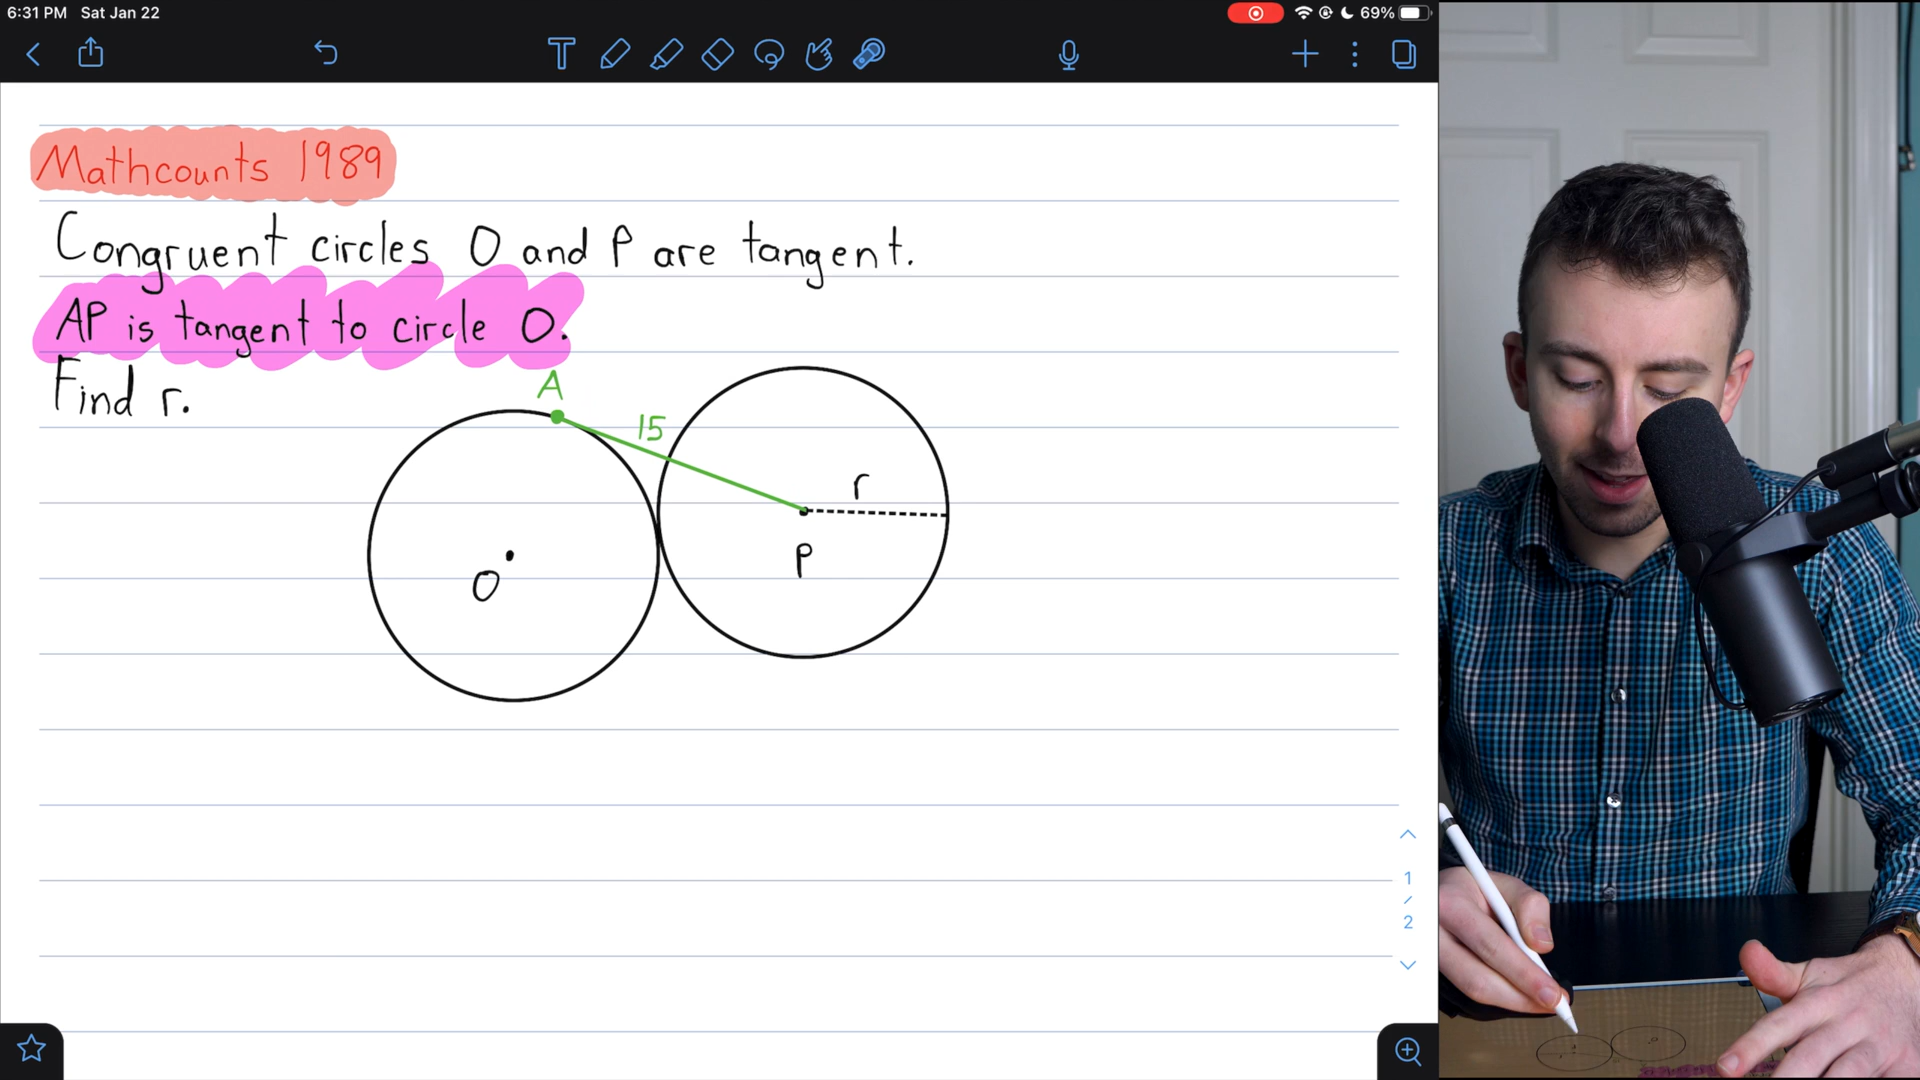 6:31 PM Sat Jan 22
69%
T
Mathcounts 1989
Congruent circles O and P are tangent.
AP is tangent to circle O.
Find r.
A
15
r
O
P
1
/
2